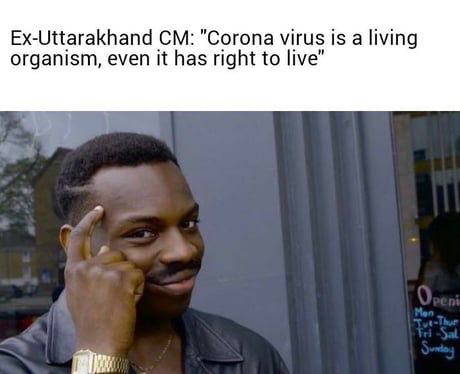 Ex-Uttarakhand CM: "Corona virus is a living
organism, even it has right to live"
Openi
Mon
Tue-Thur
Fri-Sat
Sunday